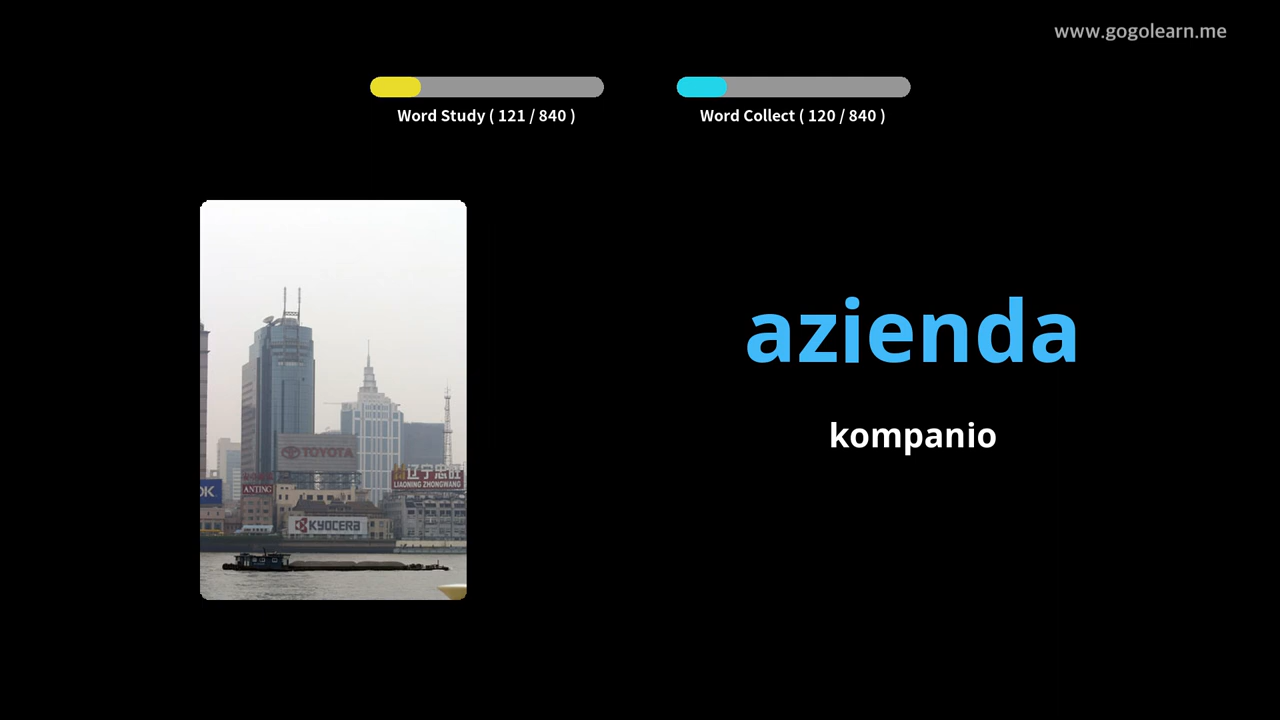 www.gogolearn.me
Word Study ( 121 / 840 )
Word Collect ( 120 / 840 )
azienda
kompanio
TOYOTA
OK
ANTING
辽宁忠旺
LIAONING ZHONGWANG
KYOCERA